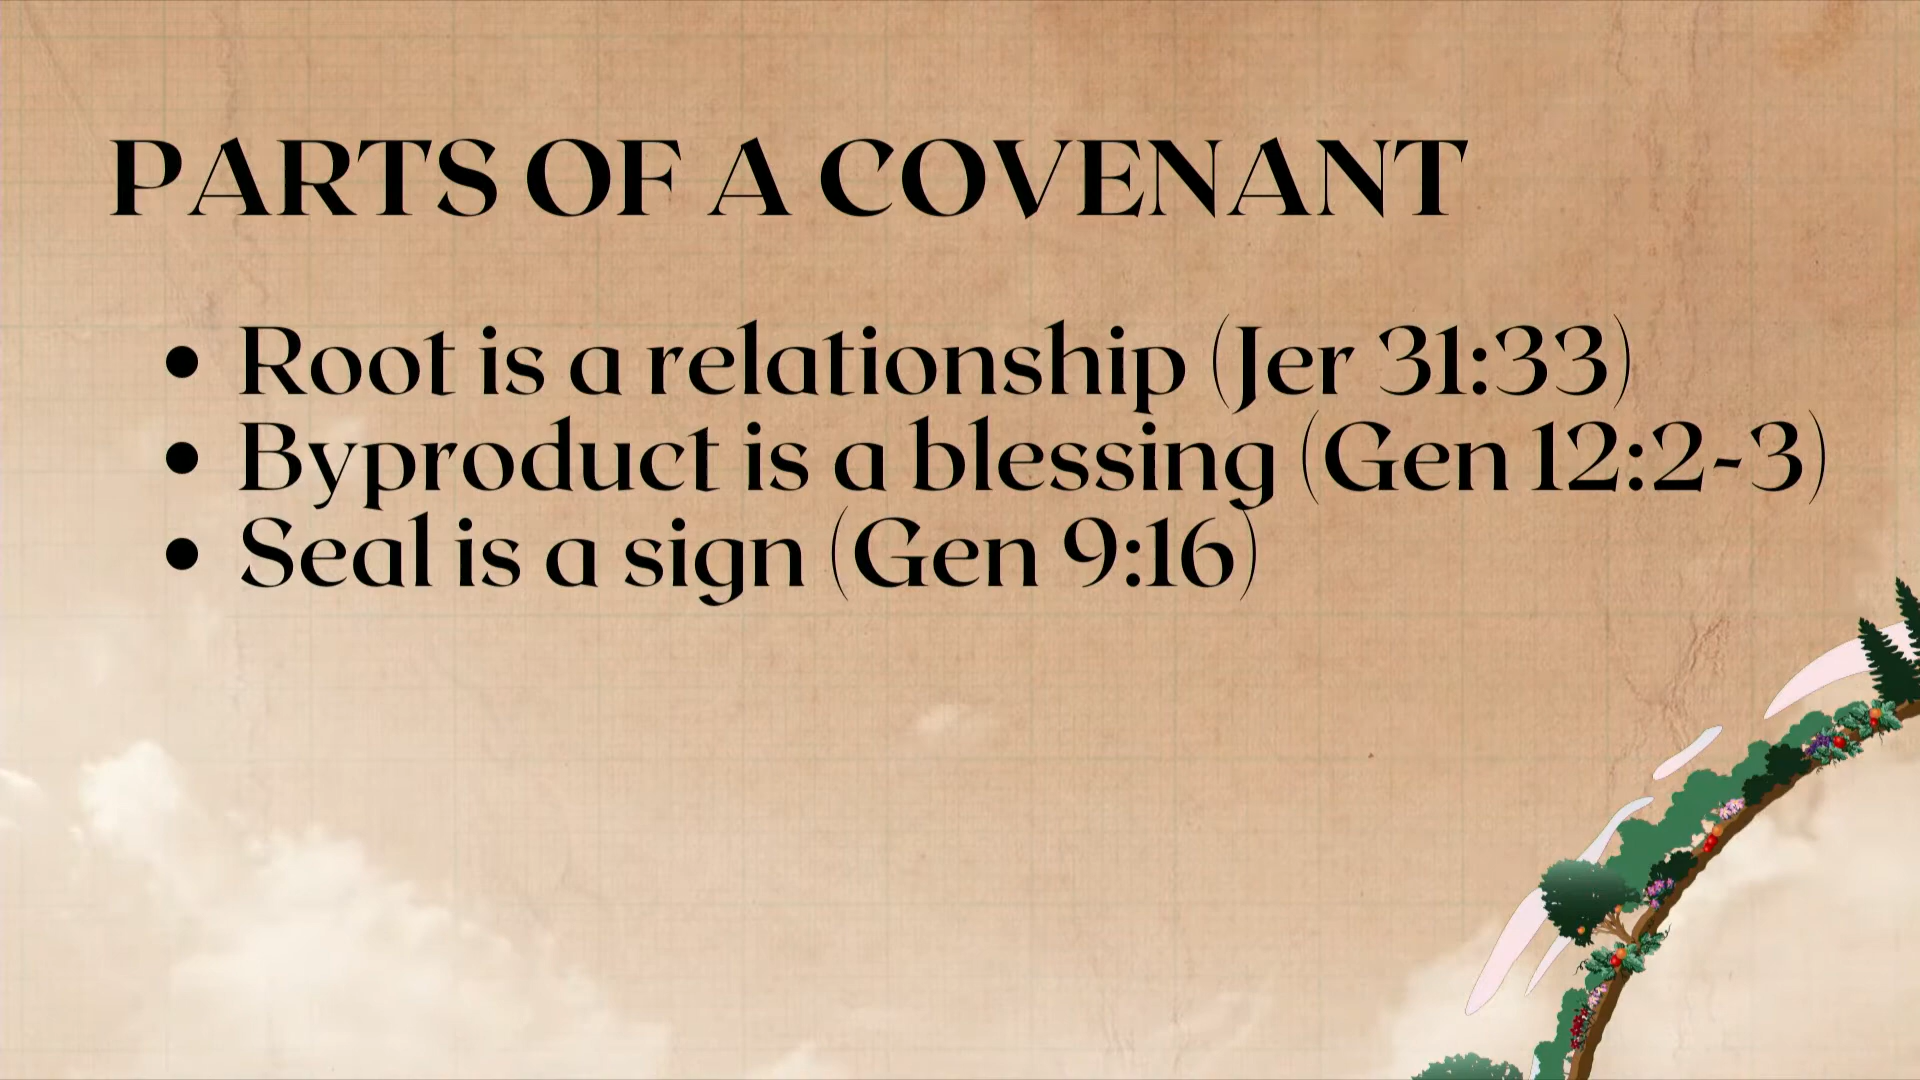 PARTS OF A COVENANT
• Root is a relationship (Jer 31:33)
• Byproduct is a blessing (Gen 12:2-3)
• Seal is a sign (Gen 9:16)